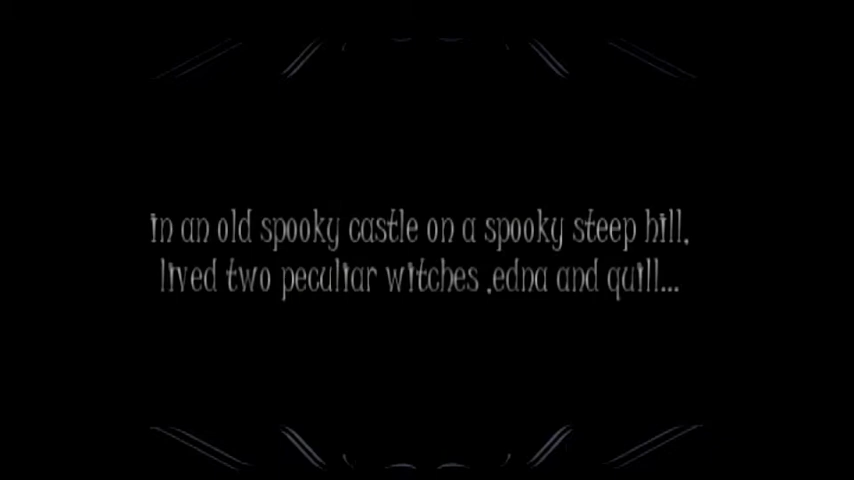 in an old spooky castle on a spooky steep hill,
lived two peculiar witches ,edna and quill...